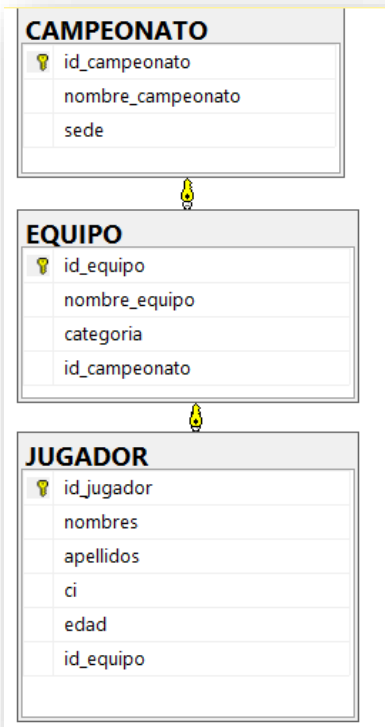 CAMPEONATO
id_campeonato
nombre_campeonato
sede
EQUIPO
id_equipo
nombre_equipo
categoria
id_campeonato
JUGADOR
id_jugador
nombres
apellidos
ci
edad
id_equipo